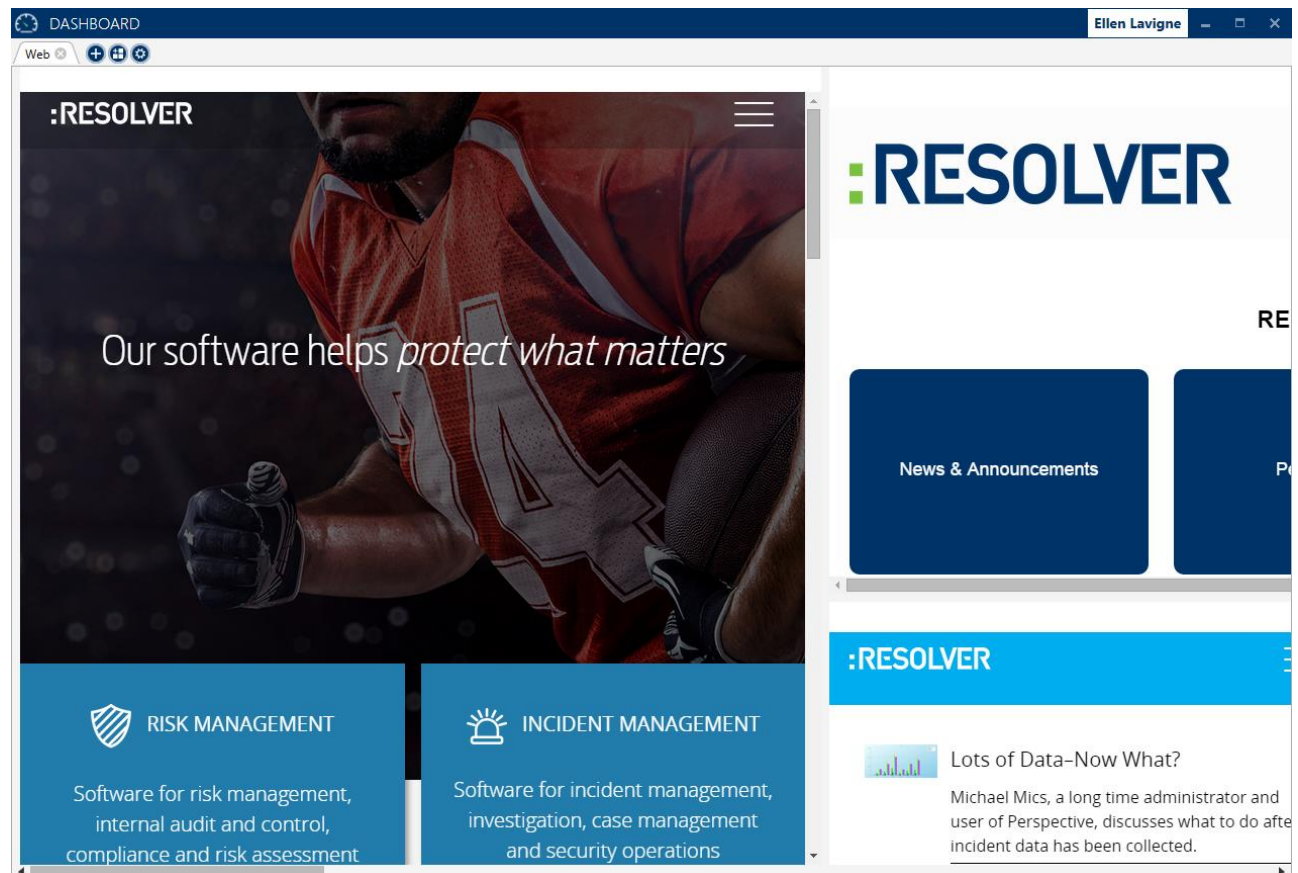 DASHBOARD
Ellen Lavigne
Web
:RESOLVER
Our software helps protect what matters
RISK MANAGEMENT
Software for risk management,
internal audit and control,
compliance and risk assessment
INCIDENT MANAGEMENT
Software for incident management,
investigation, case management
and security operations
:RESOLVER
RE
News & Announcements
:RESOLVER
Lots of Data–Now What?
Michael Mics, a long time administrator and
user of Perspective, discusses what to do afte
incident data has been collected.